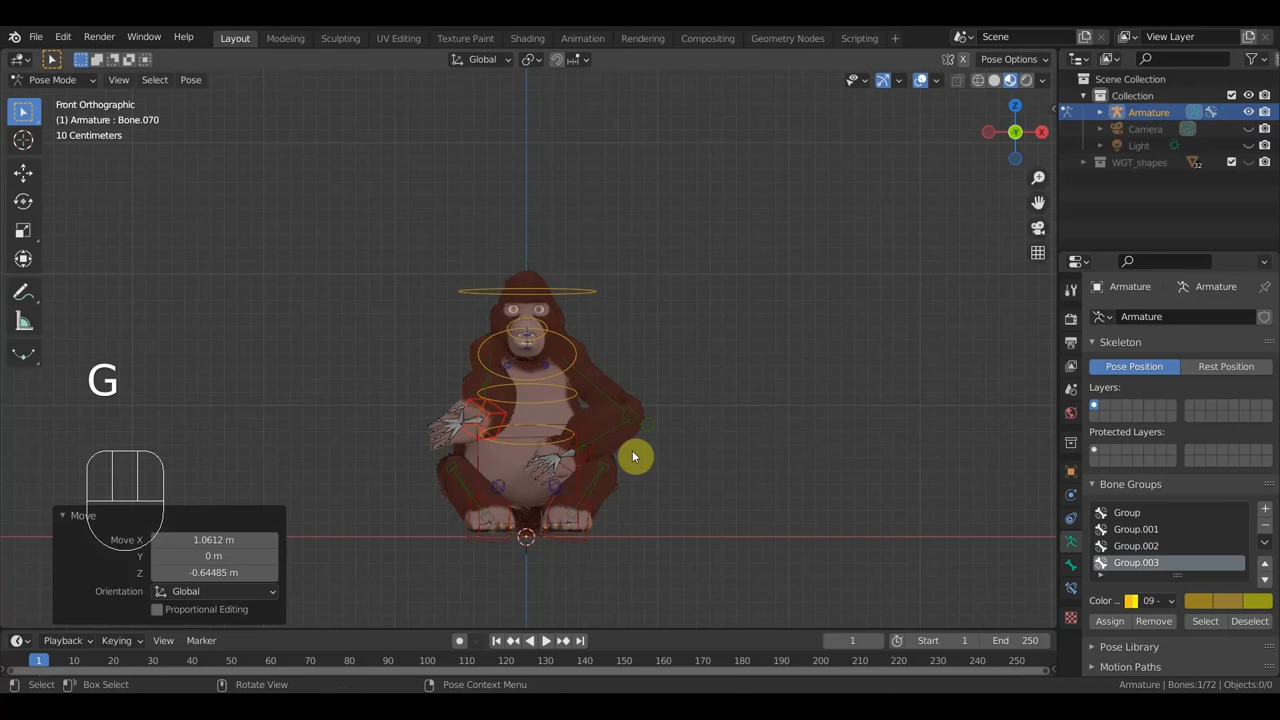 File Edit Render Window Help Layout Modeling Sculpting UV Editing Texture Paint Shading Animation Rendering Compositing Geometry Nodes Scripting + Scene View Layer
Global Pose Options
Pose Mode View Select Pose
Front Orthographic
(1) Armature : Bone.070
10 Centimeters
Z
-Y
X
G
Move
Move X 1.0612 m
Y 0 m
Z -0.64485 m
Orientation Global
Proportional Editing
Scene Collection
Collection
Armature
Camera
Light
WGT_shapes 32
Armature Armature
Armature
Skeleton
Pose Position Rest Position
Layers:
Protected Layers:
Bone Groups
Group
Group.001
Group.002
Group.003
Color ... 09 -
Assign Remove Select Deselect
Pose Library
Motion Paths
Playback Keying View Marker 1 Start 1 End 250
1 10 20 30 40 50 60 70 80 90 100 110 120 130 140 150 160 170 180 190 200 210 220 230 240 250
Select Box Select Rotate View Pose Context Menu Armature | Bones:1/72 | Objects:0/0